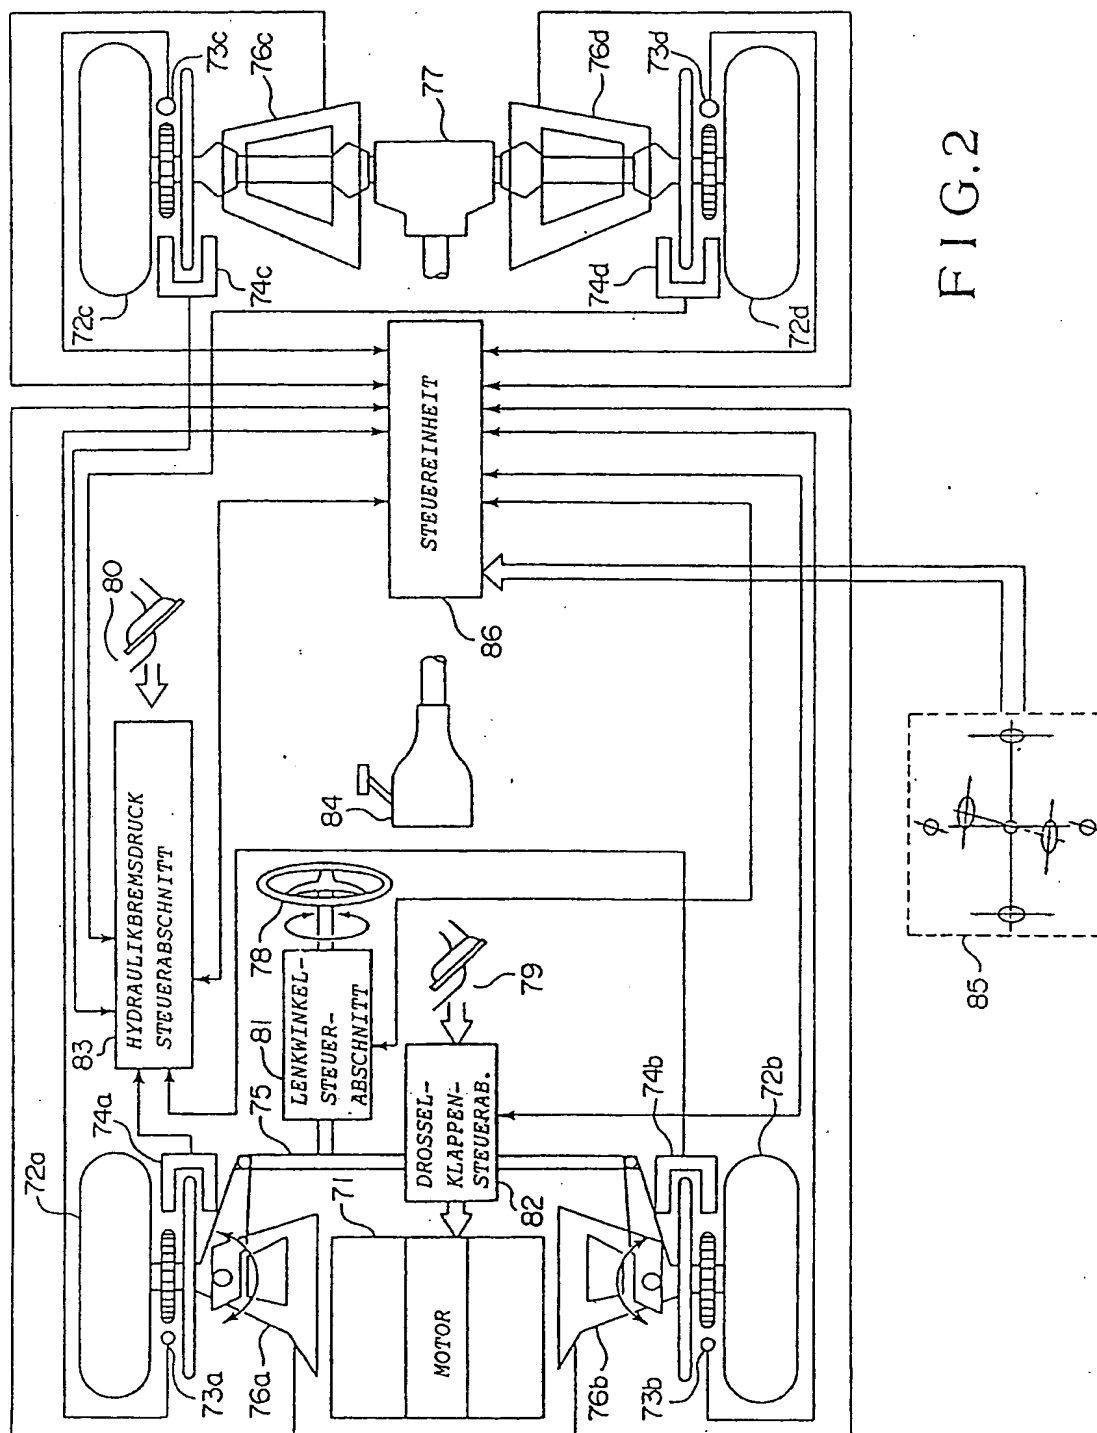 72a
73a
74a
76a
83
HYDRAULIKBREMSDRUCK
STEUERABSCHNITT
80
72c
73c
74c
76c
71
MOTOR
75
81
LENKWINKEL-
STEUER-
ABSCHNITT
78
84
86
STEUEREINHEIT
77
82
DROSSEL-
KLAPPEN-
STEUERAB.
79
72b
73b
74b
76b
72d
73d
74d
76d
85
FIG.2